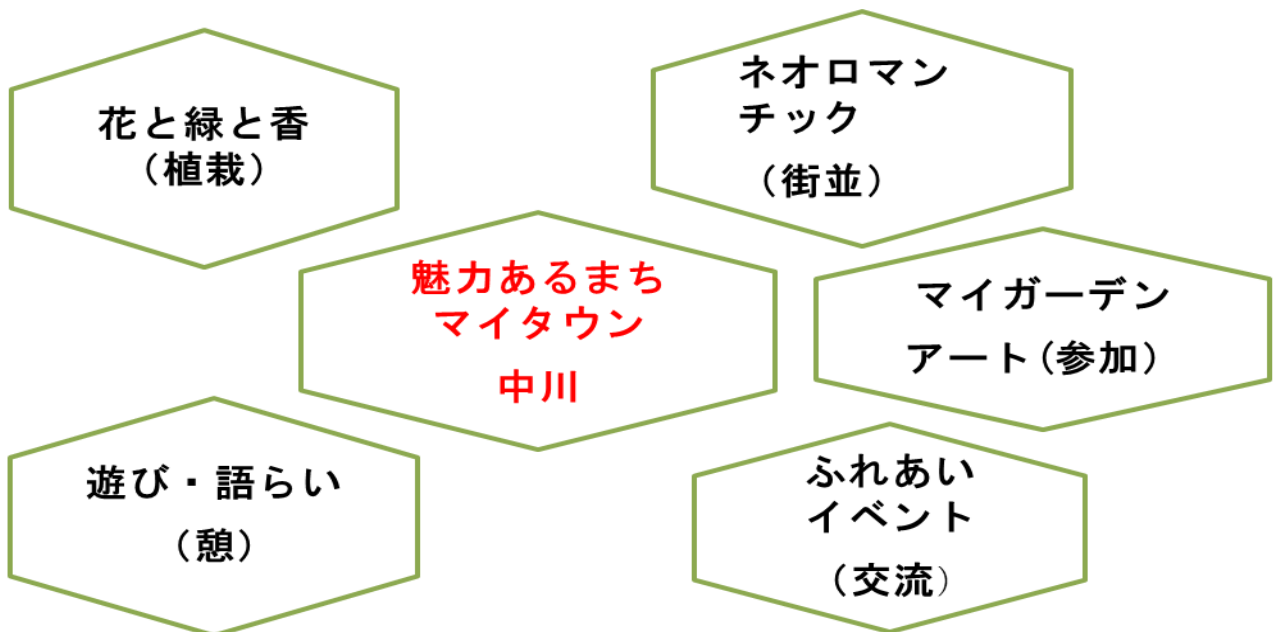 花と緑と香
（植栽）
ネオロマン
チック
（街並）
魅力あるまち
マイタウン
中川
マイガーデン
アート（参加）
遊び・語らい
（憩）
ふれあい
イベント
（交流）